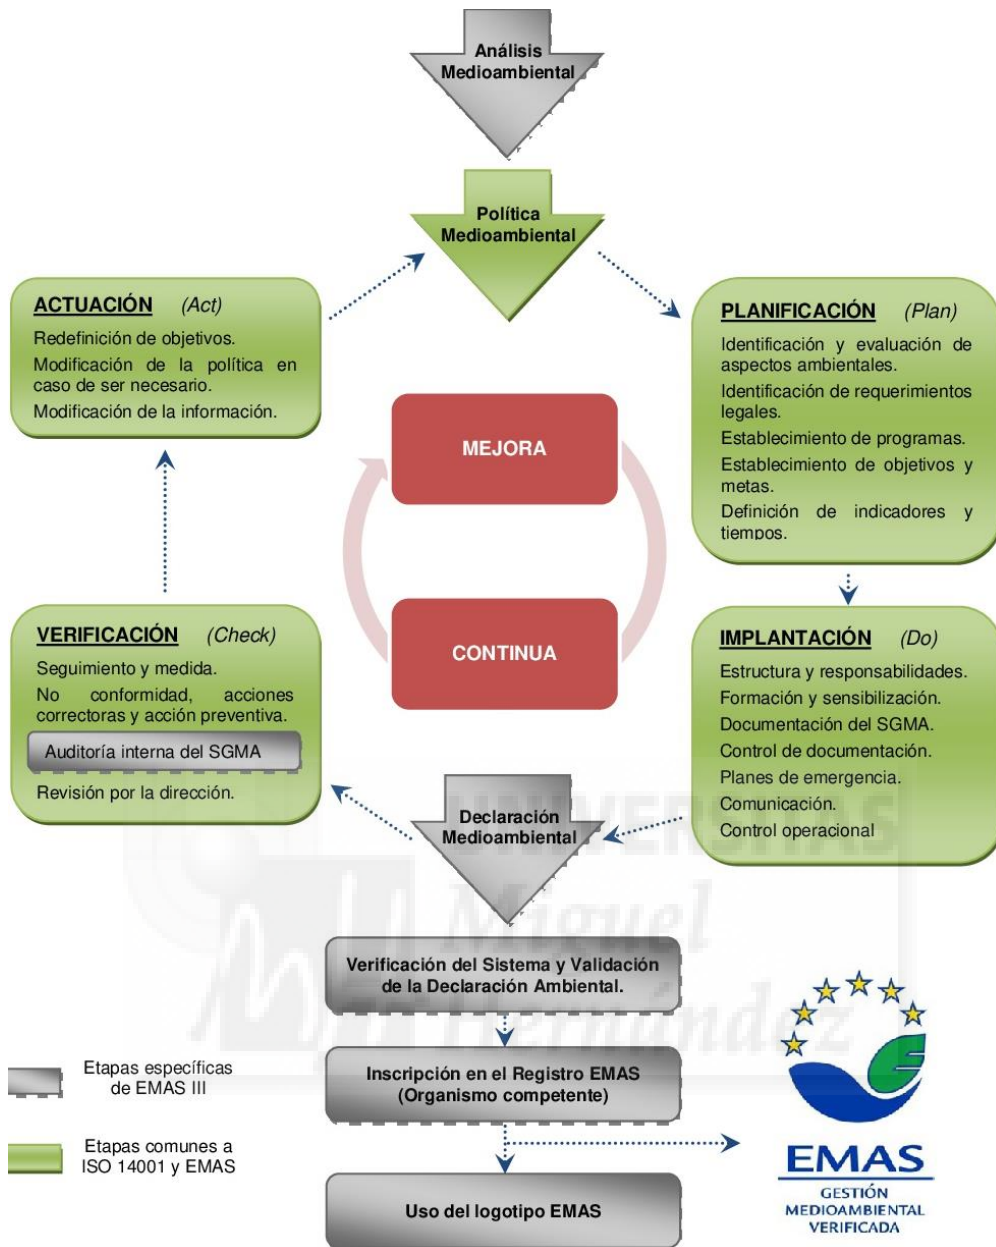 Análisis
Medioambiental
Política
Medioambiental
ACTUACIÓN (Act)
Redefinición de objetivos.
Modificación de la política en
caso de ser necesario.
Modificación de la información.
PLANIFICACIÓN (Plan)
Identificación y evaluación de
aspectos ambientales.
Identificación de requerimientos
legales.
Establecimiento de programas.
Establecimiento de objetivos y
metas.
Definición de indicadores y
tiempos.
MEJORA
CONTINUA
VERIFICACIÓN (Check)
Seguimiento y medida.
No conformidad, acciones
correctoras y acción preventiva.
Auditoría interna del SGMA
Revisión por la dirección.
IMPLANTACIÓN (Do)
Estructura y responsabilidades.
Formación y sensibilización.
Documentación del SGMA.
Control de documentación.
Planes de emergencia.
Comunicación.
Control operacional
Declaración
Medioambiental
UNIVERSITAS
Miguel
Hernández
Verificación del Sistema y Validación
de la Declaración Ambiental.
Inscripción en el Registro EMAS
(Organismo competente)
Uso del logotipo EMAS
Etapas específicas
de EMAS III
Etapas comunes a
ISO 14001 y EMAS
EMAS
GESTIÓN
MEDIOAMBIENTAL
VERIFICADA